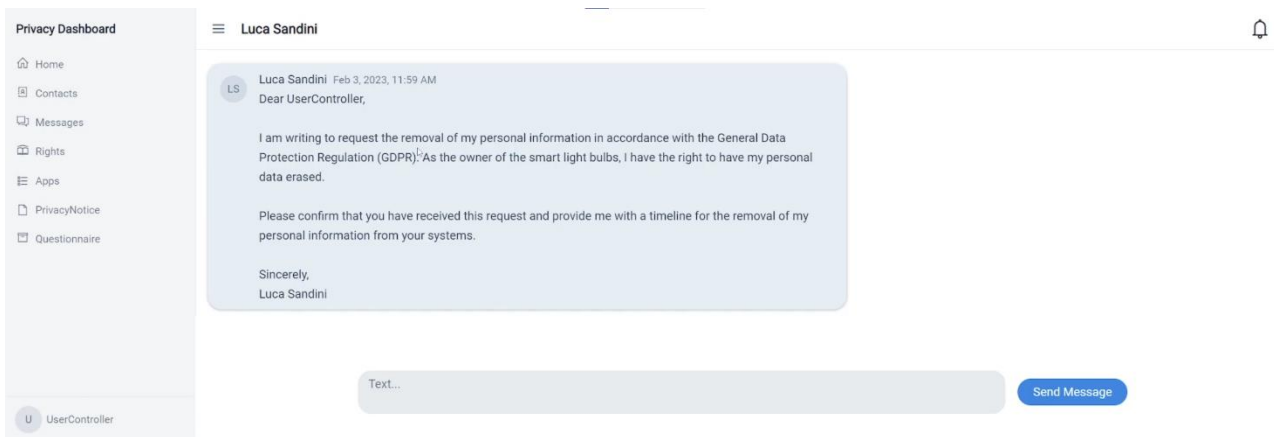 Privacy Dashboard
Home
Contacts
Messages
Rights
Apps
PrivacyNotice
Questionnaire
U UserController
Luca Sandini
LS
Luca Sandini Feb 3, 2023, 11:59 AM
Dear UserController,
I am writing to request the removal of my personal information in accordance with the General Data
Protection Regulation (GDPR). As the owner of the smart light bulbs, I have the right to have my personal
data erased.
Please confirm that you have received this request and provide me with a timeline for the removal of my
personal information from your systems.
Sincerely,
Luca Sandini
Text...
Send Message